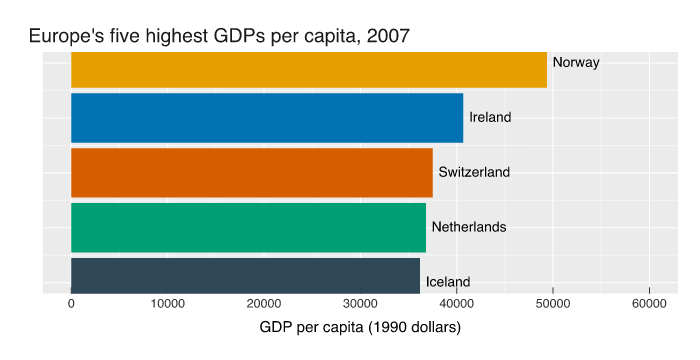 Europe's five highest GDPs per capita, 2007
Norway
Ireland
Switzerland
Netherlands
Iceland
0 10000 20000 30000 40000 50000 60000
GDP per capita (1990 dollars)